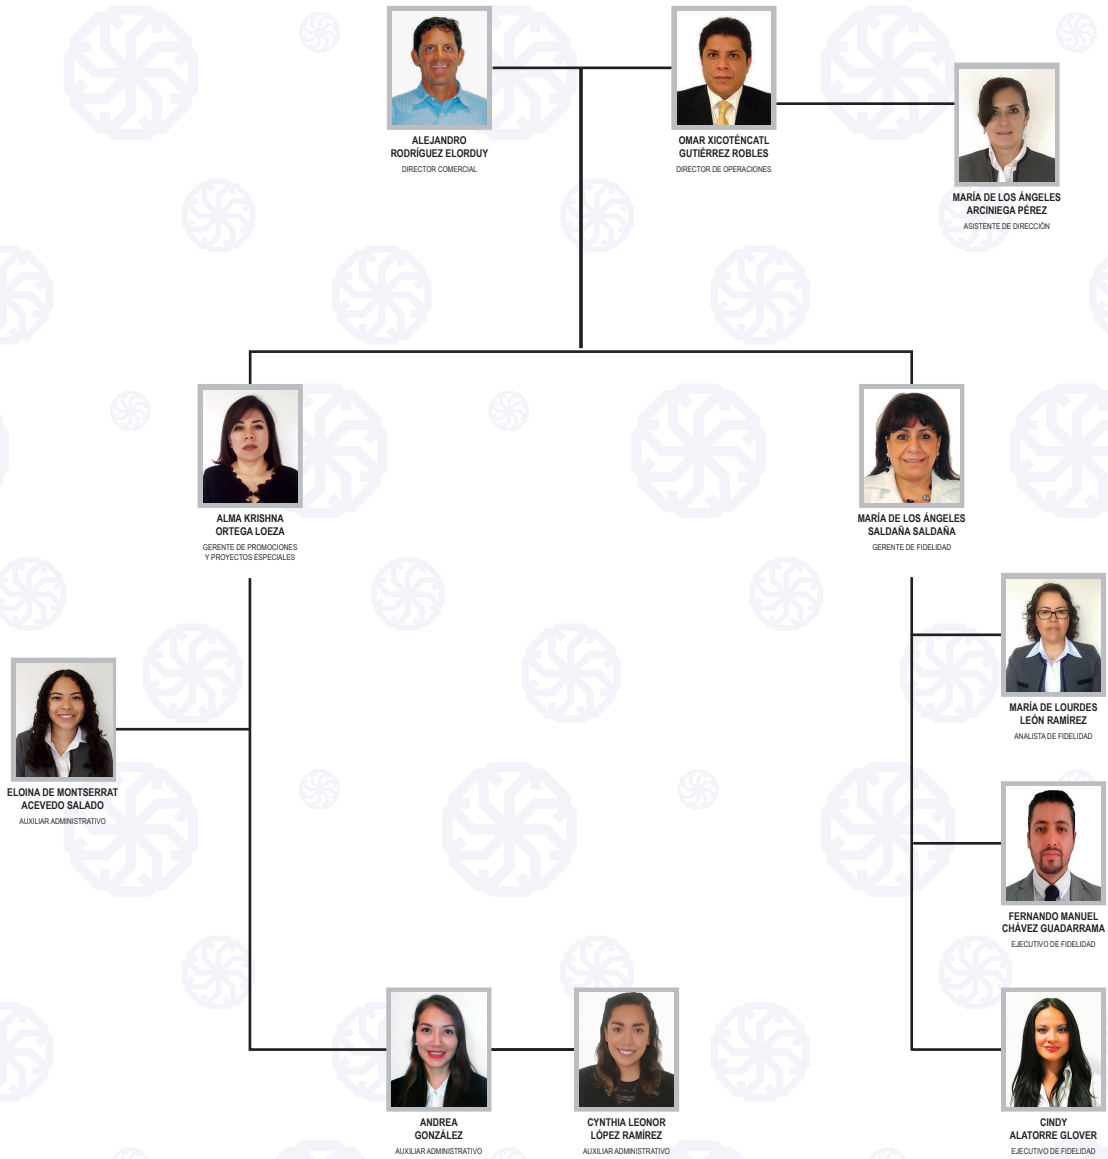 ALEJANDRO
RODRÍGUEZ ELORDUY
DIRECTOR COMERCIAL
OMAR XICOTÉNCATL
GUTIÉRREZ ROBLES
DIRECTOR DE OPERACIONES
MARÍA DE LOS ÁNGELES
ARCINIEGA PÉREZ
ASISTENTE DE DIRECCIÓN
ALMA KRISHNA
ORTEGA LOEZA
GERENTE DE PROMOCIONES
Y PROYECTOS ESPECIALES
MARÍA DE LOS ÁNGELES
SALDAÑA SALDAÑA
GERENTE DE FIDELIDAD
MARÍA DE LOURDES
LEÓN RAMÍREZ
ANALISTA DE FIDELIDAD
ELOINA DE MONTSERRAT
ACEVEDO SALADO
AUXILIAR ADMINISTRATIVO
FERNANDO MANUEL
CHÁVEZ GUADARRAMA
EJECUTIVO DE FIDELIDAD
ANDREA
GONZÁLEZ
AUXILIAR ADMINISTRATIVO
CYNTHIA LEONOR
LÓPEZ RAMÍREZ
AUXILIAR ADMINISTRATIVO
CINDY
ALATORRE GLOVER
EJECUTIVO DE FIDELIDAD